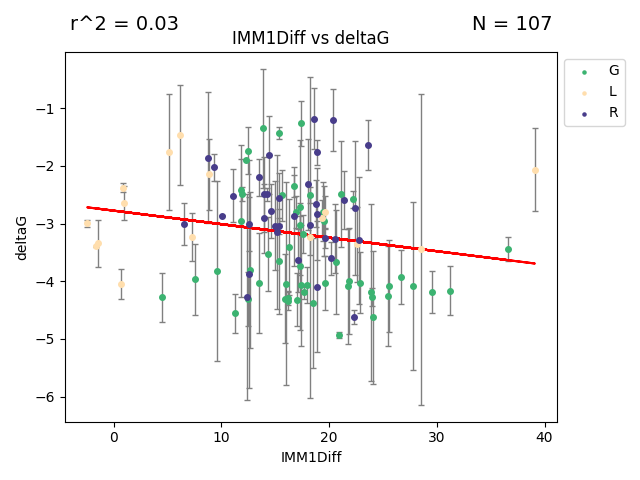 r^2 = 0.03 N = 107
IMM1Diff vs deltaG
G
L
R
−1
−2
−3
−4
−5
−6
deltaG
0 10 20 30 40
IMM1Diff